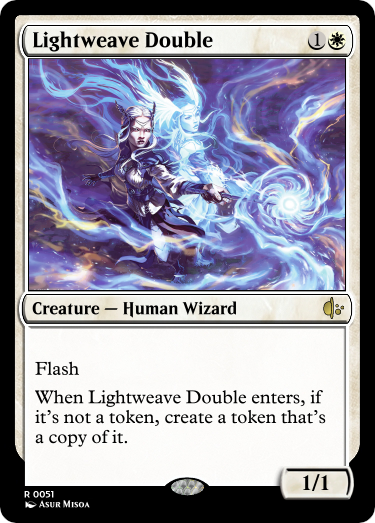 Lightweave Double 1
Creature — Human Wizard
Flash
When Lightweave Double enters, if
it's not a token, create a token that's
a copy of it.
1/1
R 0051
Asur Misoa